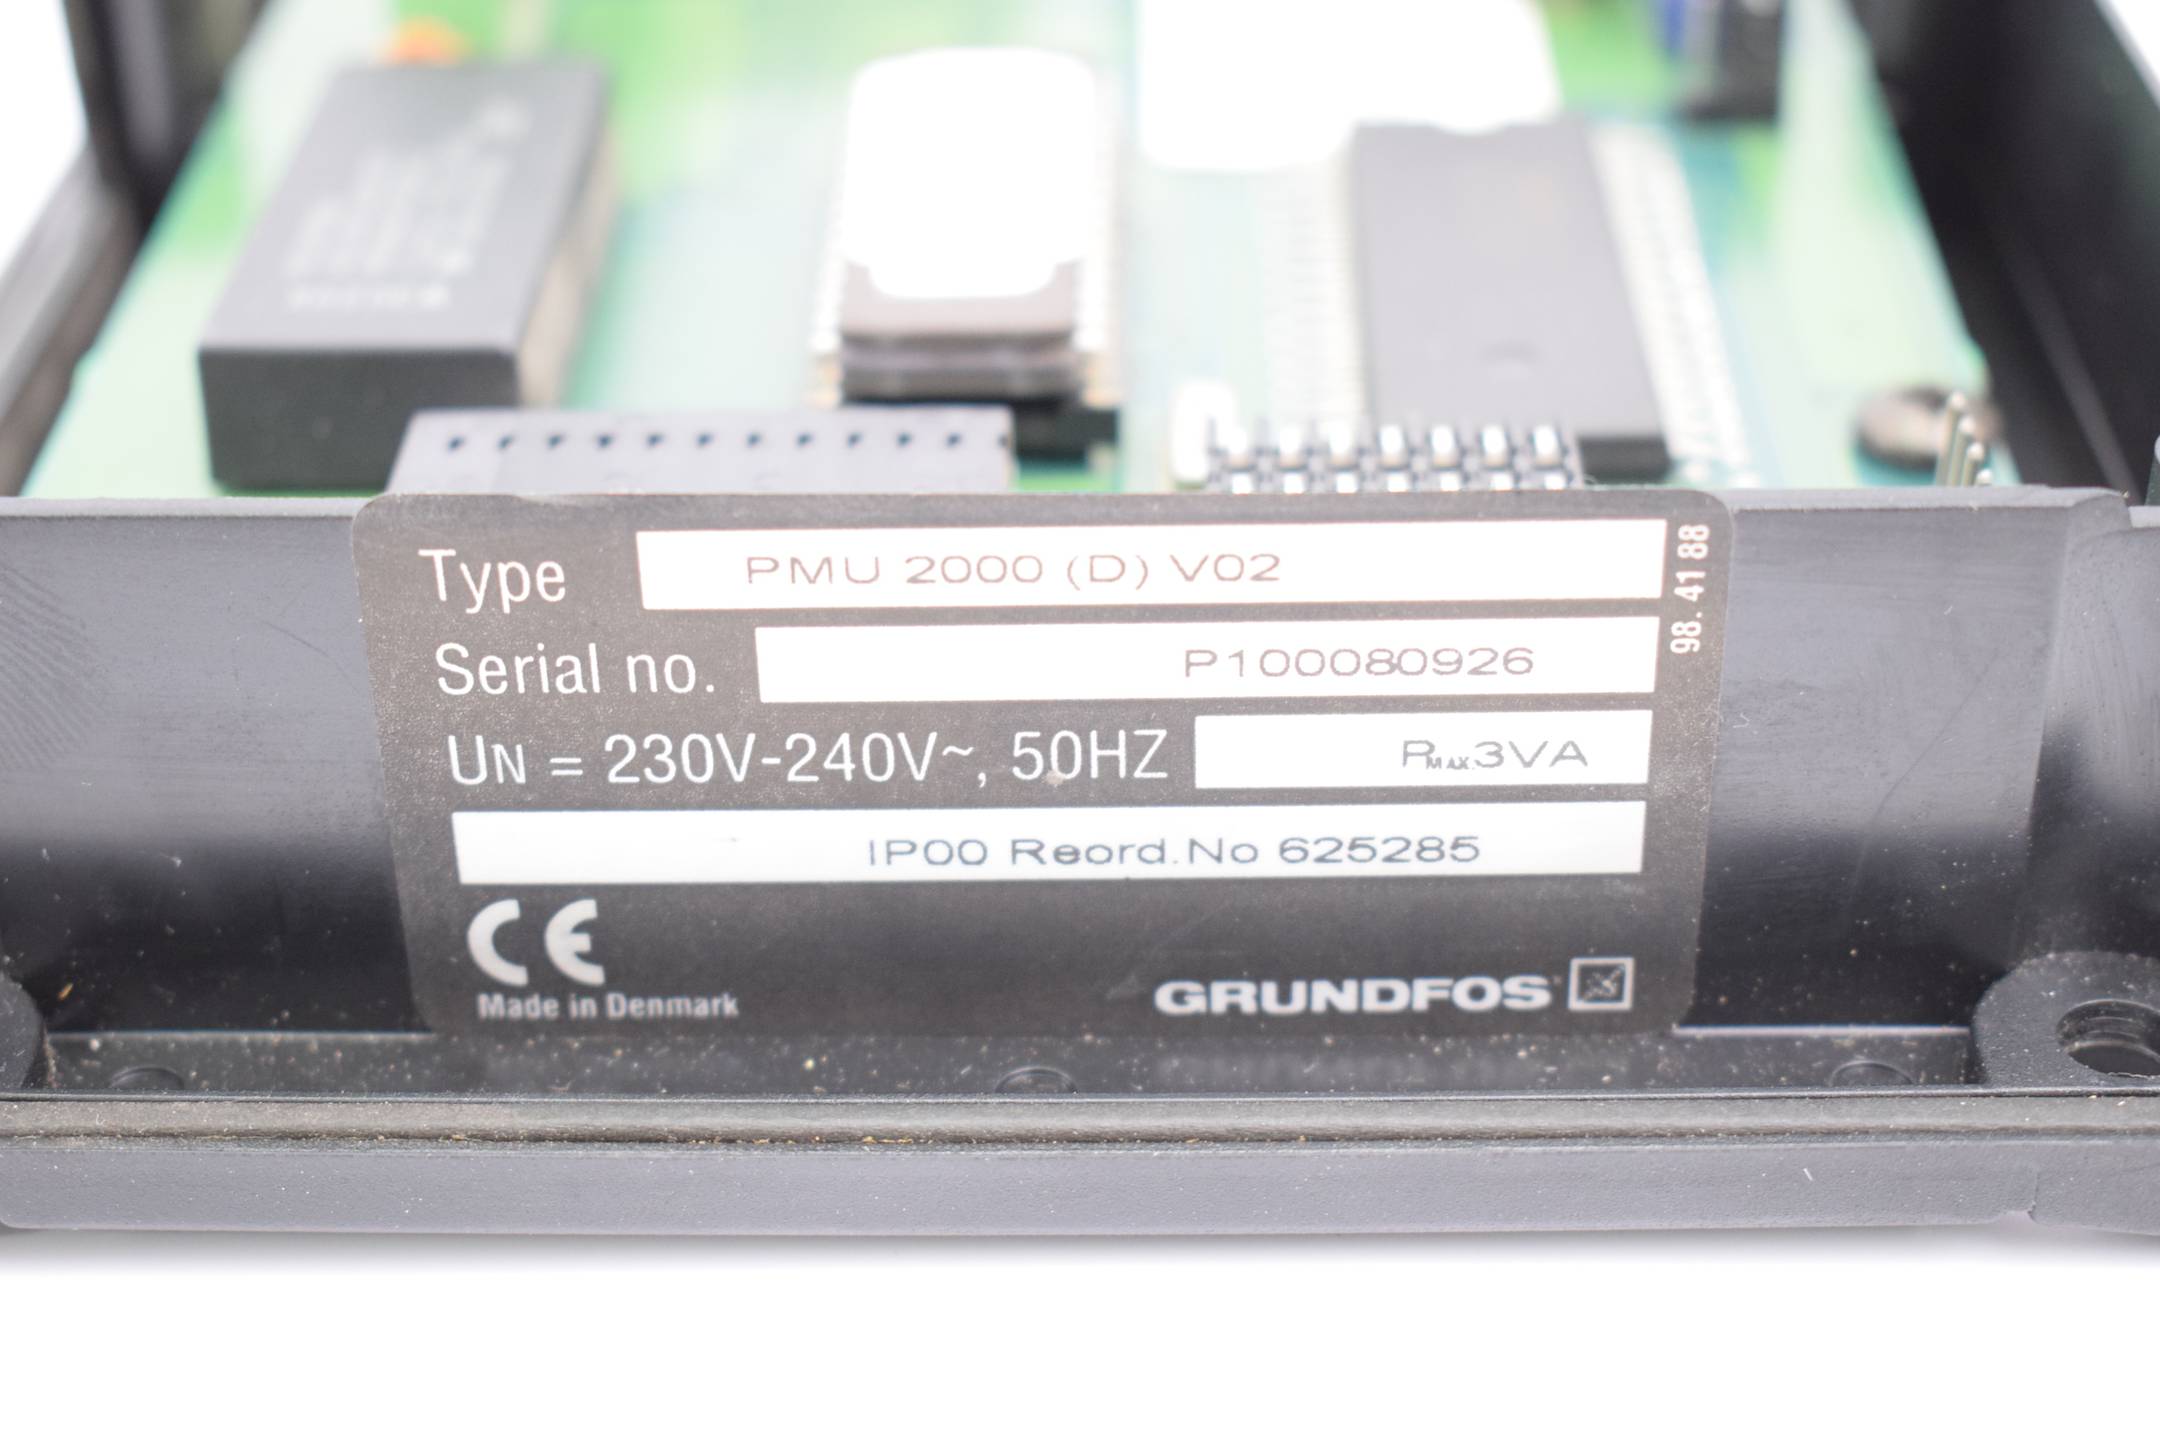 Type PMU 2000 (D) V02
Serial no. P100080926
UN = 230V-240V~, 50HZ PMAX.3VA
IP00 Reord.No 625285
CE
Made in Denmark
GRUNDFOS
98. 41 88